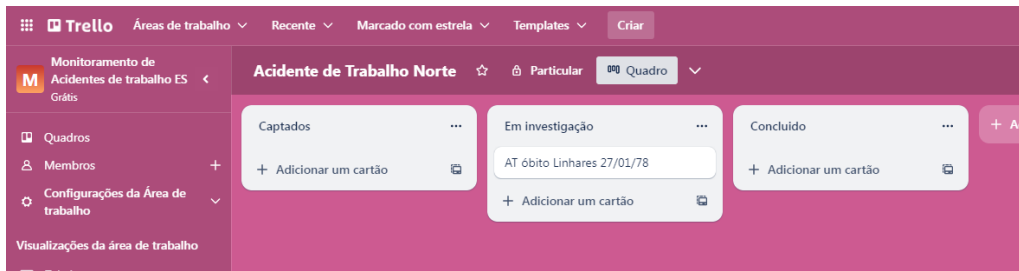 Trello Áreas de trabalho Recente Marcado com estrela Templates Criar
M Monitoramento de
Acidentes de trabalho ES
Grátis
Acidente de Trabalho Norte Particular Quadro
Quadros
Membros +
Configurações da Área de
trabalho
Visualizações da área de trabalho
Captados ...
+ Adicionar um cartão
Em investigação ...
AT óbito Linhares 27/01/78
+ Adicionar um cartão
Concluido ...
+ Adicionar um cartão